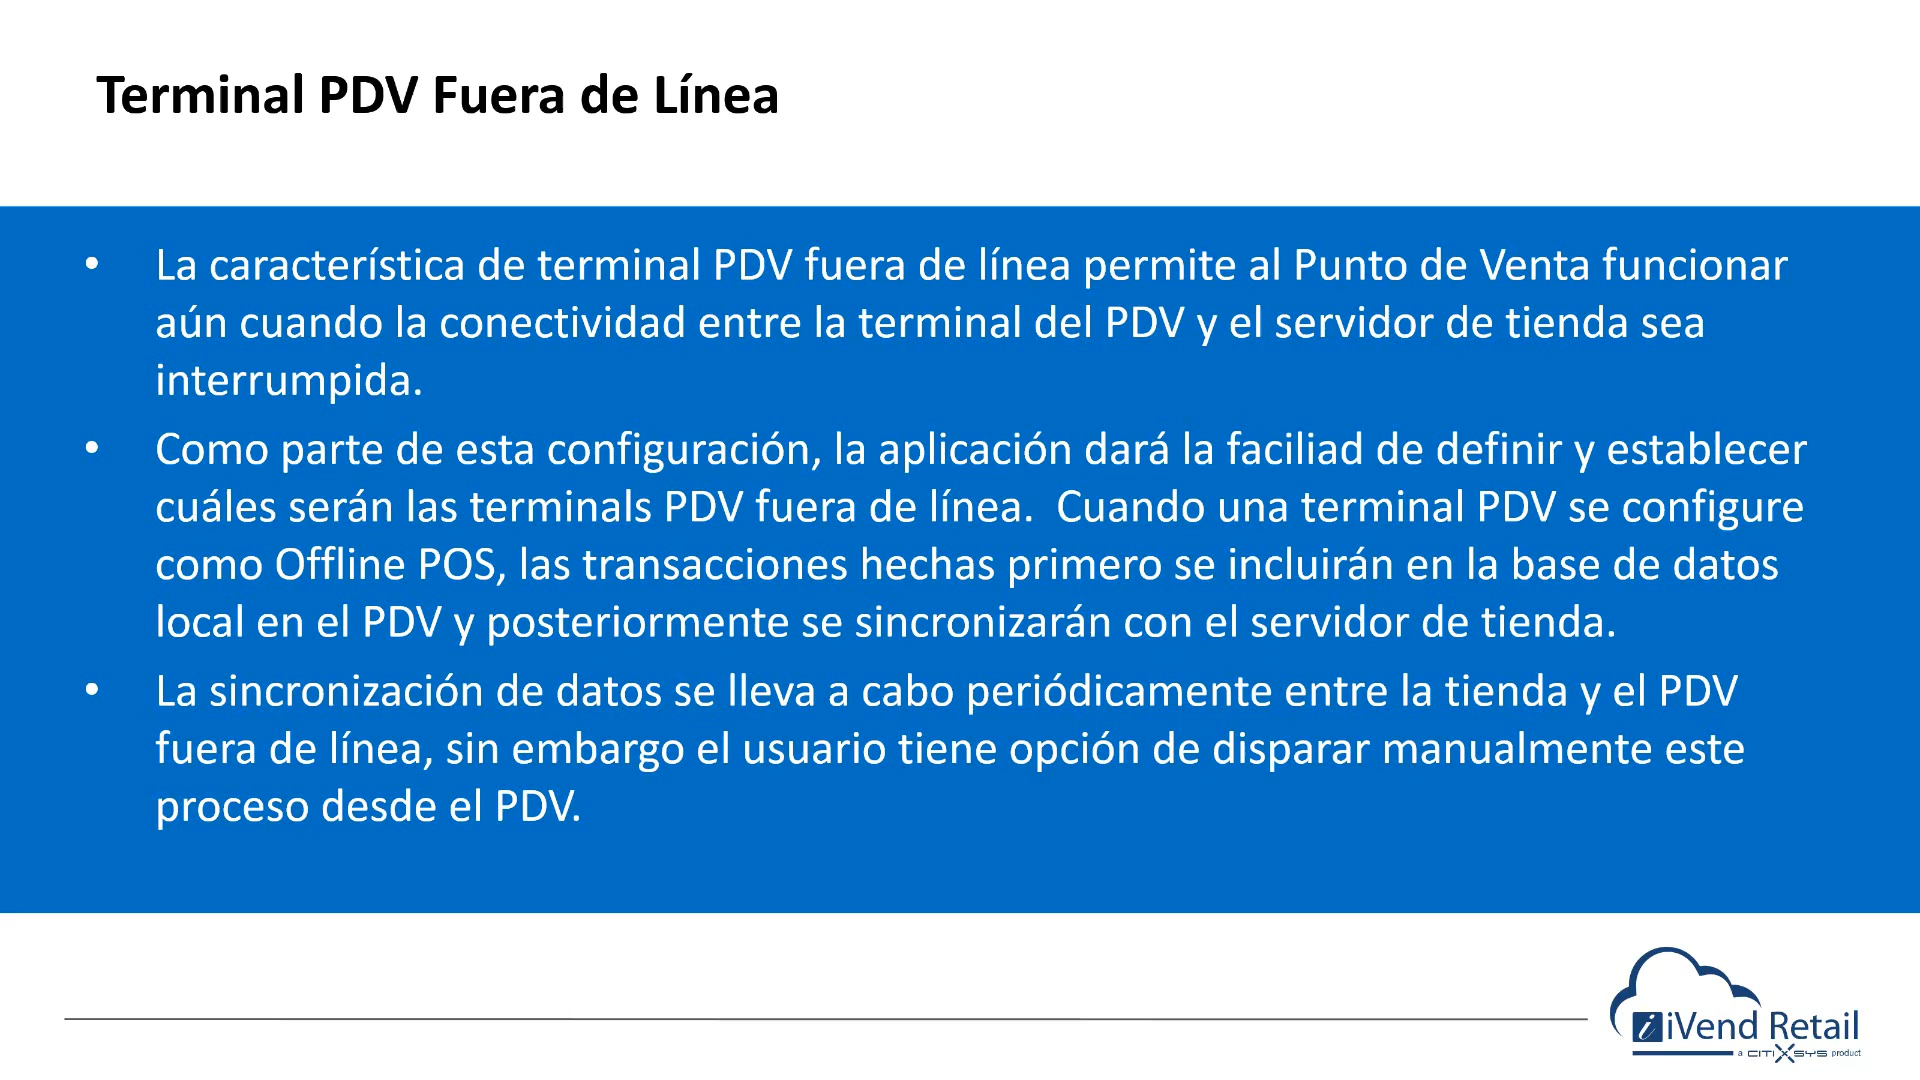 Terminal PDV Fuera de Línea
• La característica de terminal PDV fuera de línea permite al Punto de Venta funcionar
aún cuando la conectividad entre la terminal del PDV y el servidor de tienda sea
interrumpida.
• Como parte de esta configuración, la aplicación dará la faciliad de definir y establecer
cuáles serán las terminals PDV fuera de línea.  Cuando una terminal PDV se configure
como Offline POS, las transacciones hechas primero se incluirán en la base de datos
local en el PDV y posteriormente se sincronizarán con el servidor de tienda.
• La sincronización de datos se lleva a cabo periódicamente entre la tienda y el PDV
fuera de línea, sin embargo el usuario tiene opción de disparar manualmente este
proceso desde el PDV.
i iVend Retail
a CITIXSYS product